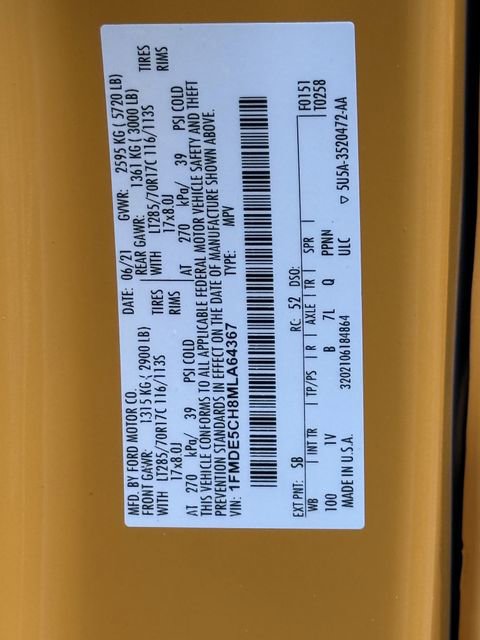 MFD. BY FORD MOTOR CO.
DATE: 06/21 GVWR: 2595 KG ( 5720 LB)
FRONT GAWR: 1315 KG ( 2900 LB) REAR GAWR: 1361 KG ( 3000 LB)
WITH LT285/70R17C 116/113S TIRES WITH LT285/70R17C 116/113S TIRES
17x8.0J RIMS 17x8.0J RIMS
AT 270 kPa/ 39 PSI COLD AT 270 kPa/ 39 PSI COLD
THIS VEHICLE CONFORMS TO ALL APPLICABLE FEDERAL MOTOR VEHICLE SAFETY AND THEFT
PREVENTION STANDARDS IN EFFECT ON THE DATE OF MANUFACTURE SHOWN ABOVE.
VIN: 1FMDE5CH8MLA64367 TYPE: MPV
EXT PNT: SB RC: 52 DSO: F0151
WB INT TR TP/PS R AXLE TR SPR T0258
100 1V B 7L Q PPNN
MADE IN U.S.A. 3202106184864 ULC ▽ 5U5A-3520472-AA